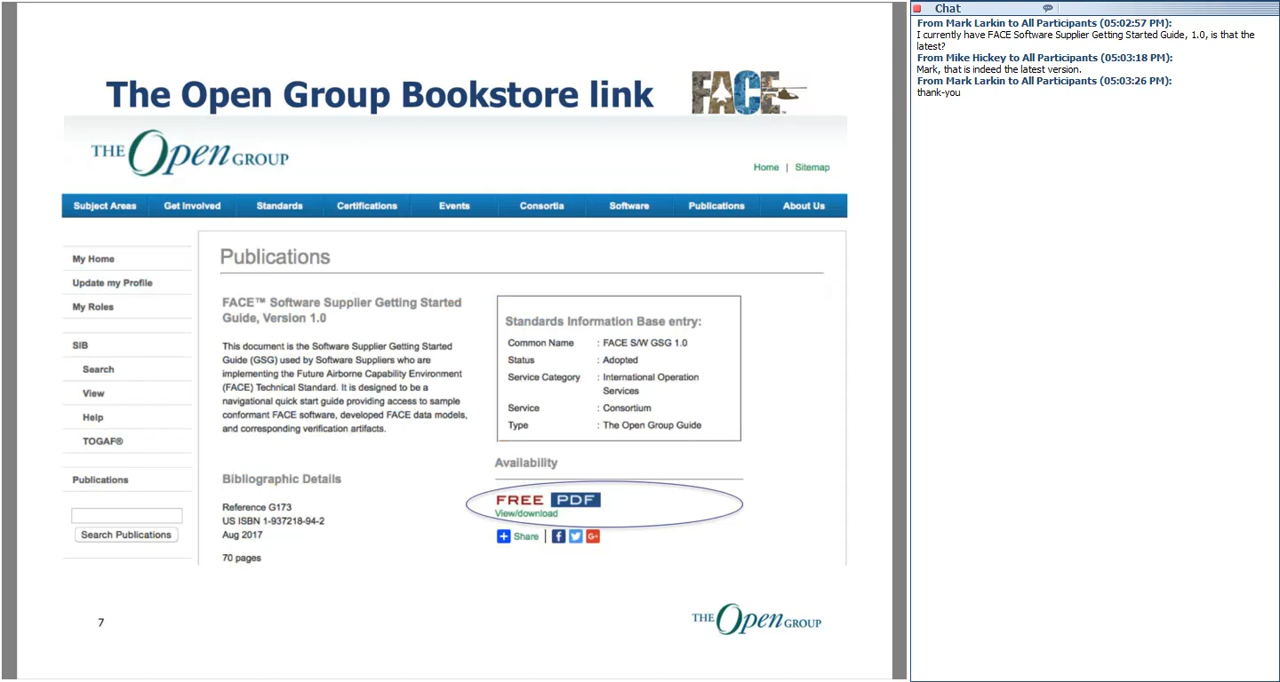 The Open Group Bookstore link
FACE™
THE Open GROUP
Home | Sitemap
Subject Areas Get Involved Standards Certifications Events Consortia Software Publications About Us
My Home
Update my Profile
My Roles
SIB
Search
View
Help
TOGAF®
Publications
Search Publications
Publications
FACE™ Software Supplier Getting Started
Guide, Version 1.0
This document is the Software Supplier Getting Started
Guide (GSG) used by Software Suppliers who are
implementing the Future Airborne Capability Environment
(FACE) Technical Standard. It is designed to be a
navigational quick start guide providing access to sample
conformant FACE software, developed FACE data models,
and corresponding verification artifacts.
Bibliographic Details
Reference G173
US ISBN 1-937218-94-2
Aug 2017
70 pages
Standards Information Base entry:
Common Name : FACE S/W GSG 1.0
Status : Adopted
Service Category : International Operation
Services
Service : Consortium
Type : The Open Group Guide
Availability
FREE PDF
View/download
Share | f G+
7
THE Open GROUP
Chat
From Mark Larkin to All Participants (05:02:57 PM):
I currently have FACE Software Supplier Getting Started Guide, 1.0, is that the
latest?
From Mike Hickey to All Participants (05:03:18 PM):
Mark, that is indeed the latest version.
From Mark Larkin to All Participants (05:03:26 PM):
thank-you